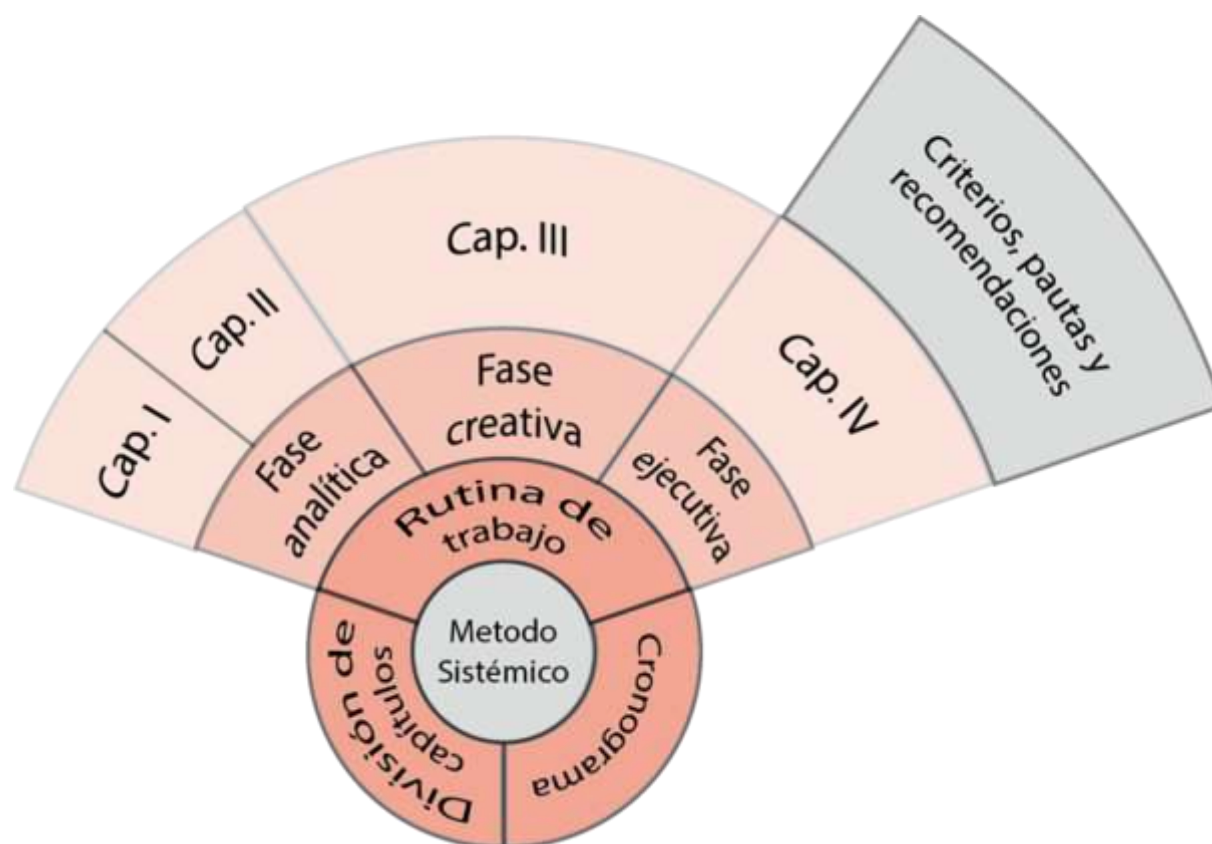 Criterios, pautas y
recomendaciones
Cap. III
Cap. II
Cap. I
Cap. IV
Fase
creativa
Fase
analítica
Fase
ejecutiva
Rutina de
trabajo
Metodo
Sistémico
División de
capítulos
Cronograma